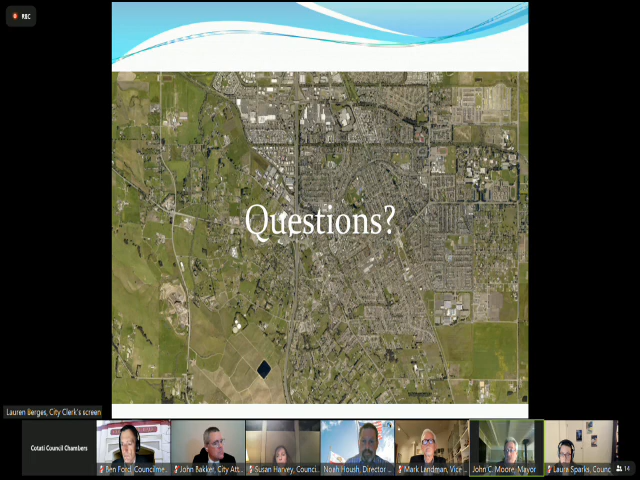 REC
Questions?
Lauren Berges, City Clerk's screen
Cotati Council Chambers
Ben Ford, Councilme...
John Bakker, City Att...
Susan Harvey, Counci...
Noah Housh, Director ...
Mark Landman, Vice ...
John C. Moore, Mayor
Laura Sparks, Counc
14